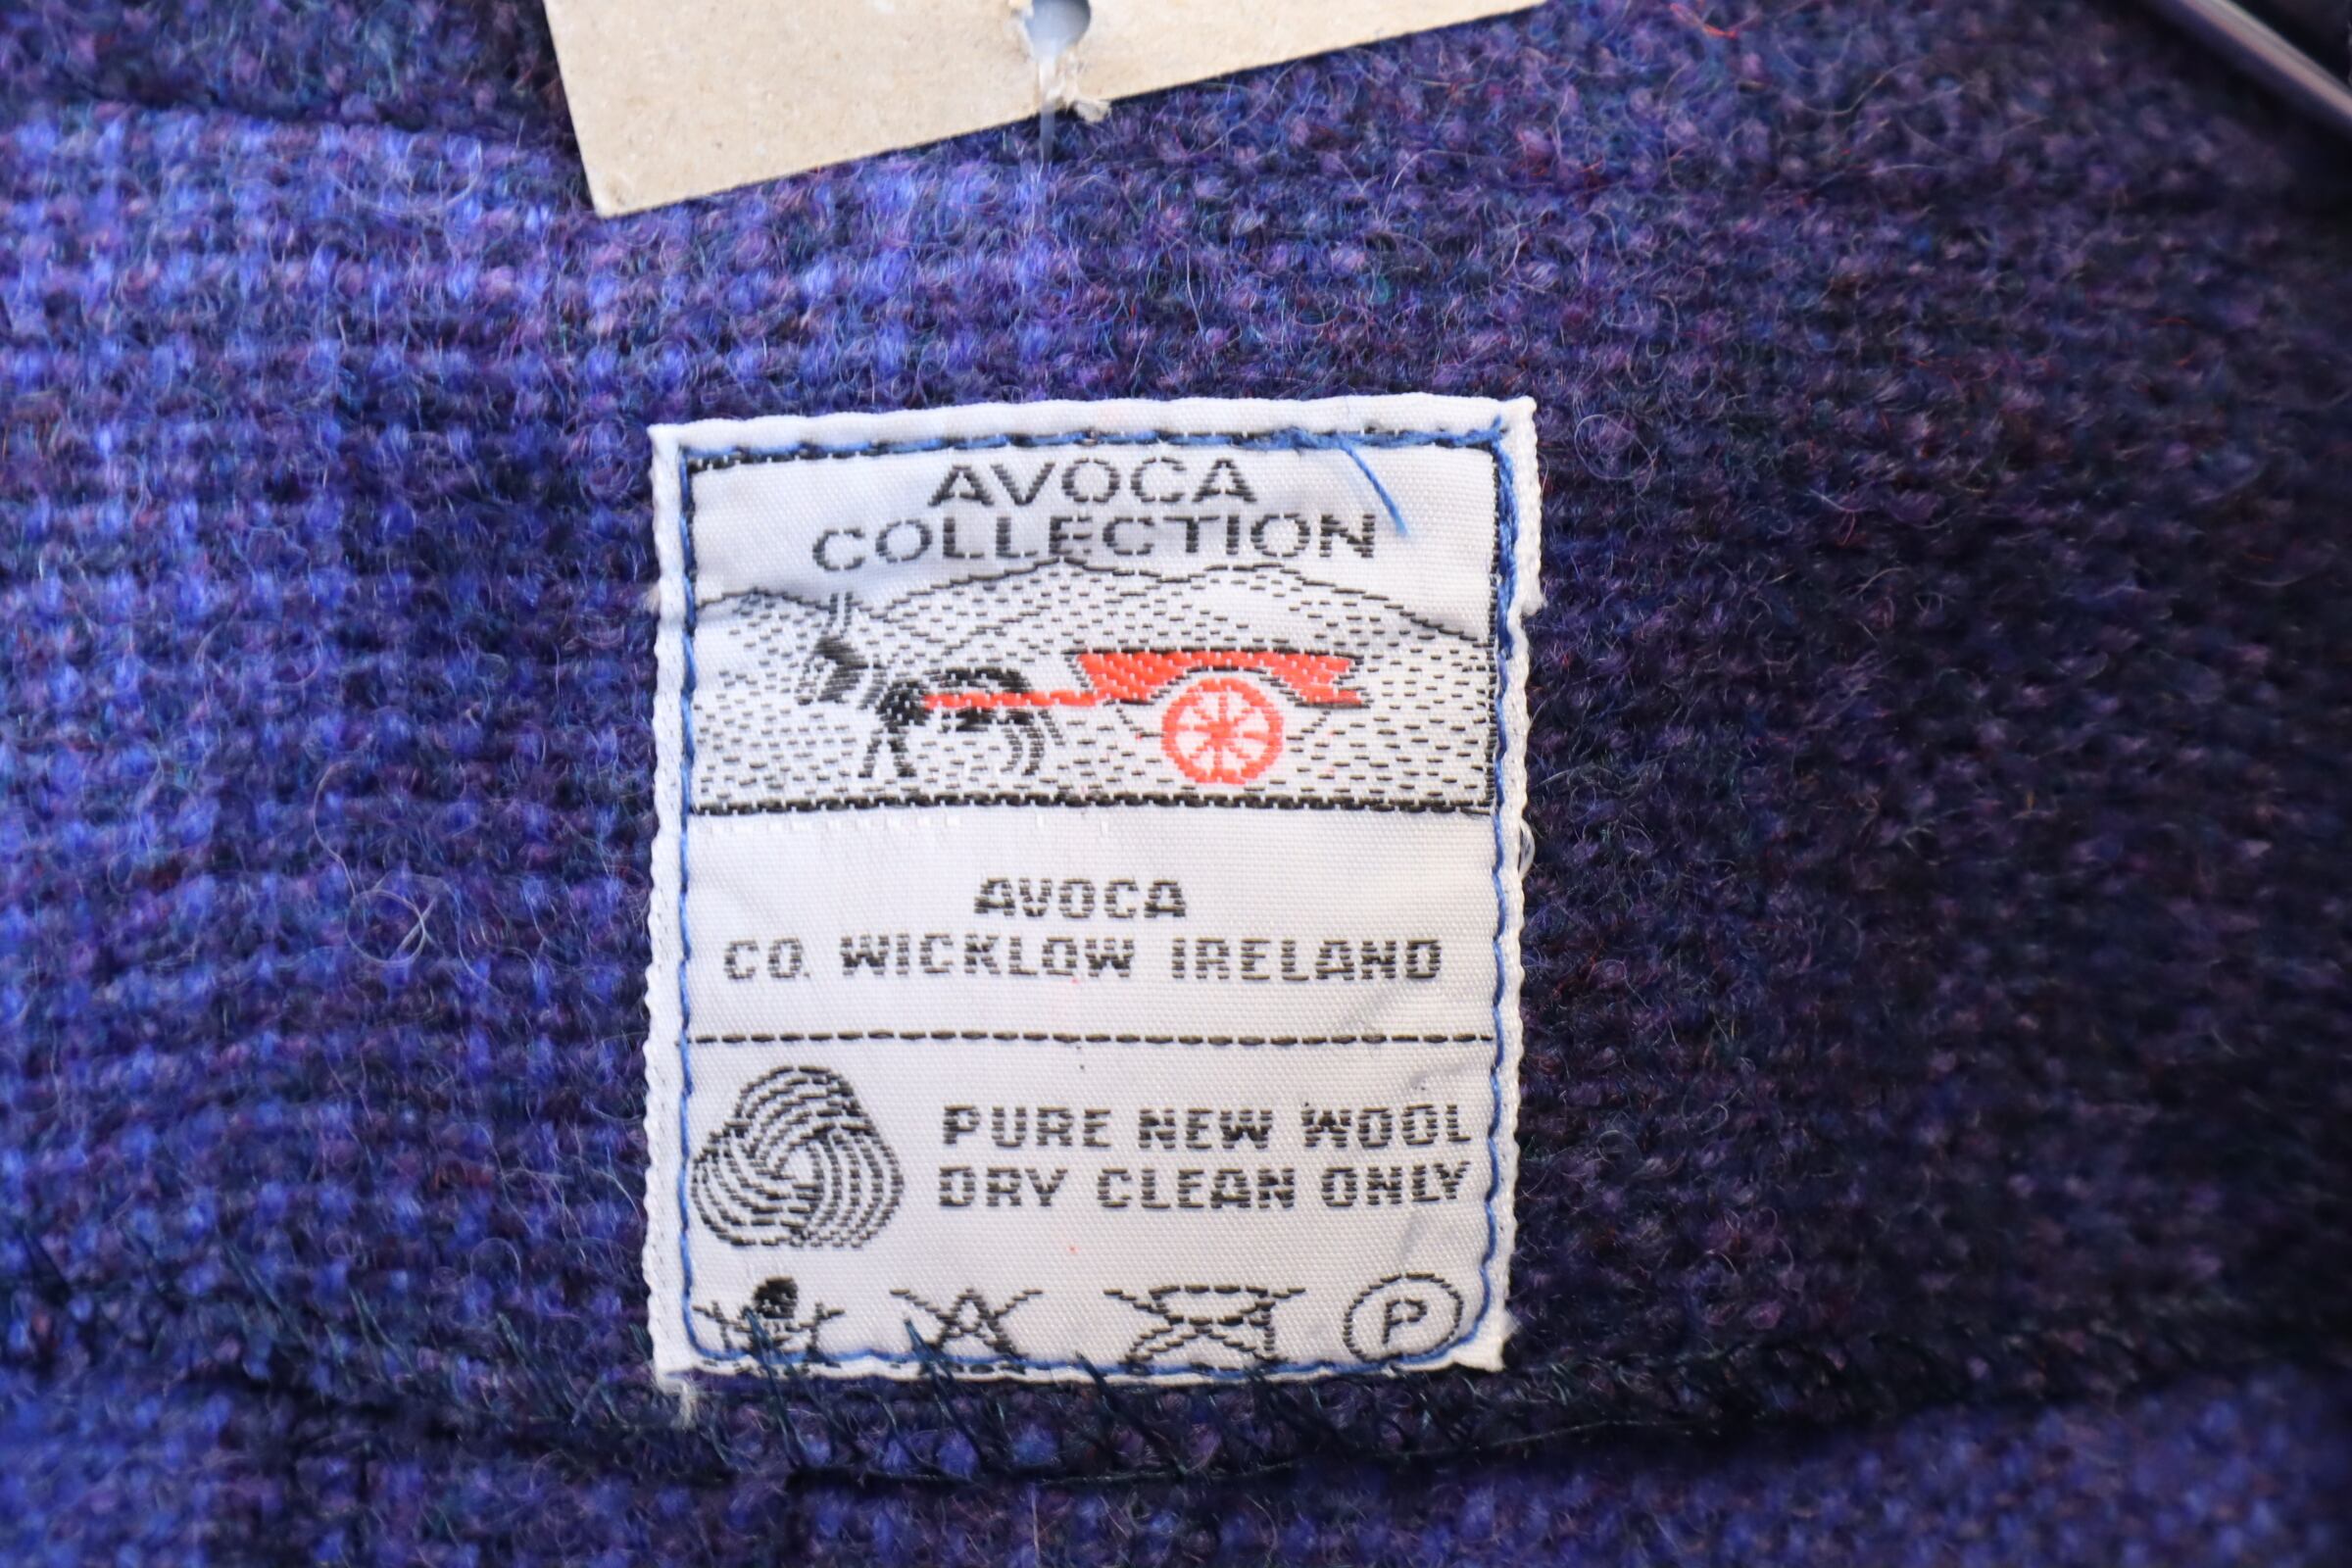 AVOCA
COLLECTION
AVOCA
CO. WICKLOW IRELAND
PURE NEW WOOL
DRY CLEAN ONLY
P